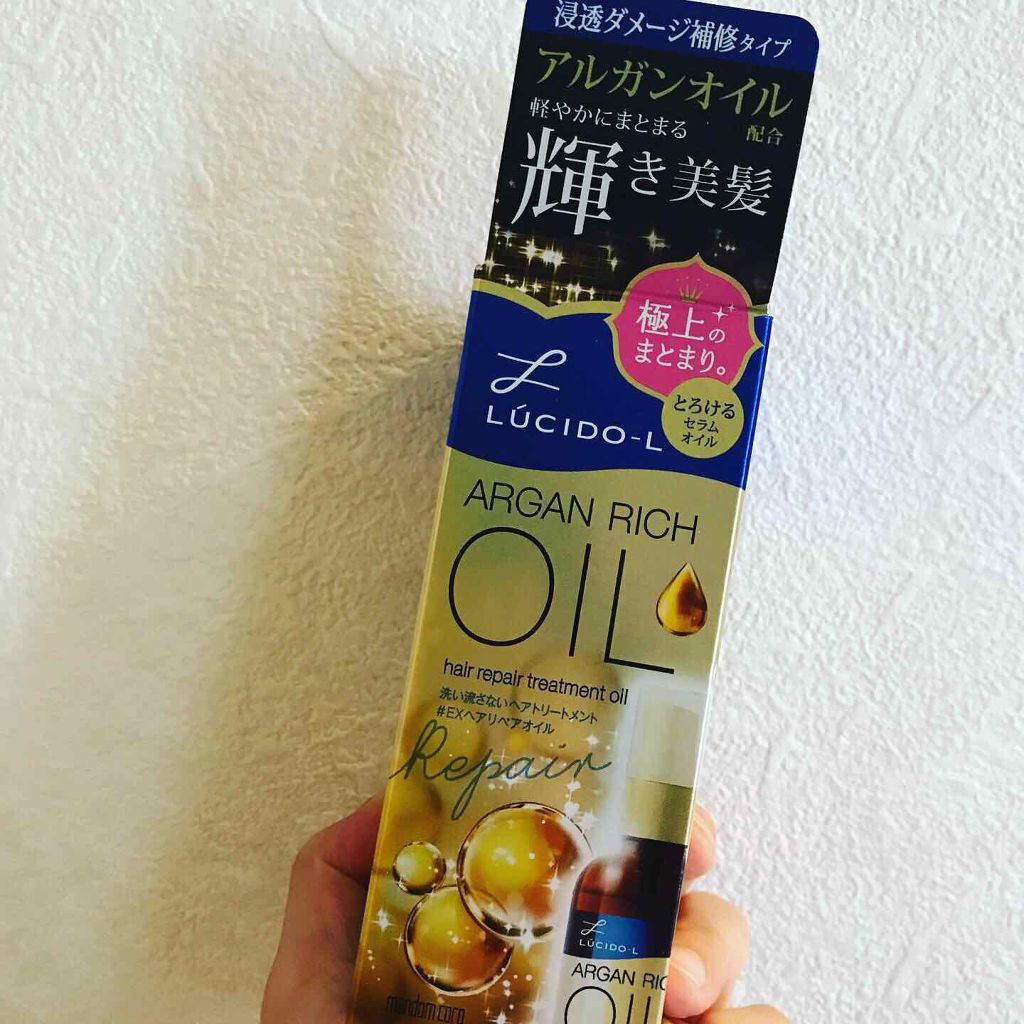 浸透ダメージ補修タイプ
アルガンオイル
配合
軽やかにまとまる
輝き美髪
極上の
まとまり。
とろける
セラム
オイル
LÚCIDO-L
ARGAN RICH
OIL
hair repair treatment oil
洗い流さないヘアトリートメント
#EXヘアリペアオイル
Repair
LÚCIDO-L
ARGAN RIC
OIL
mandom corp